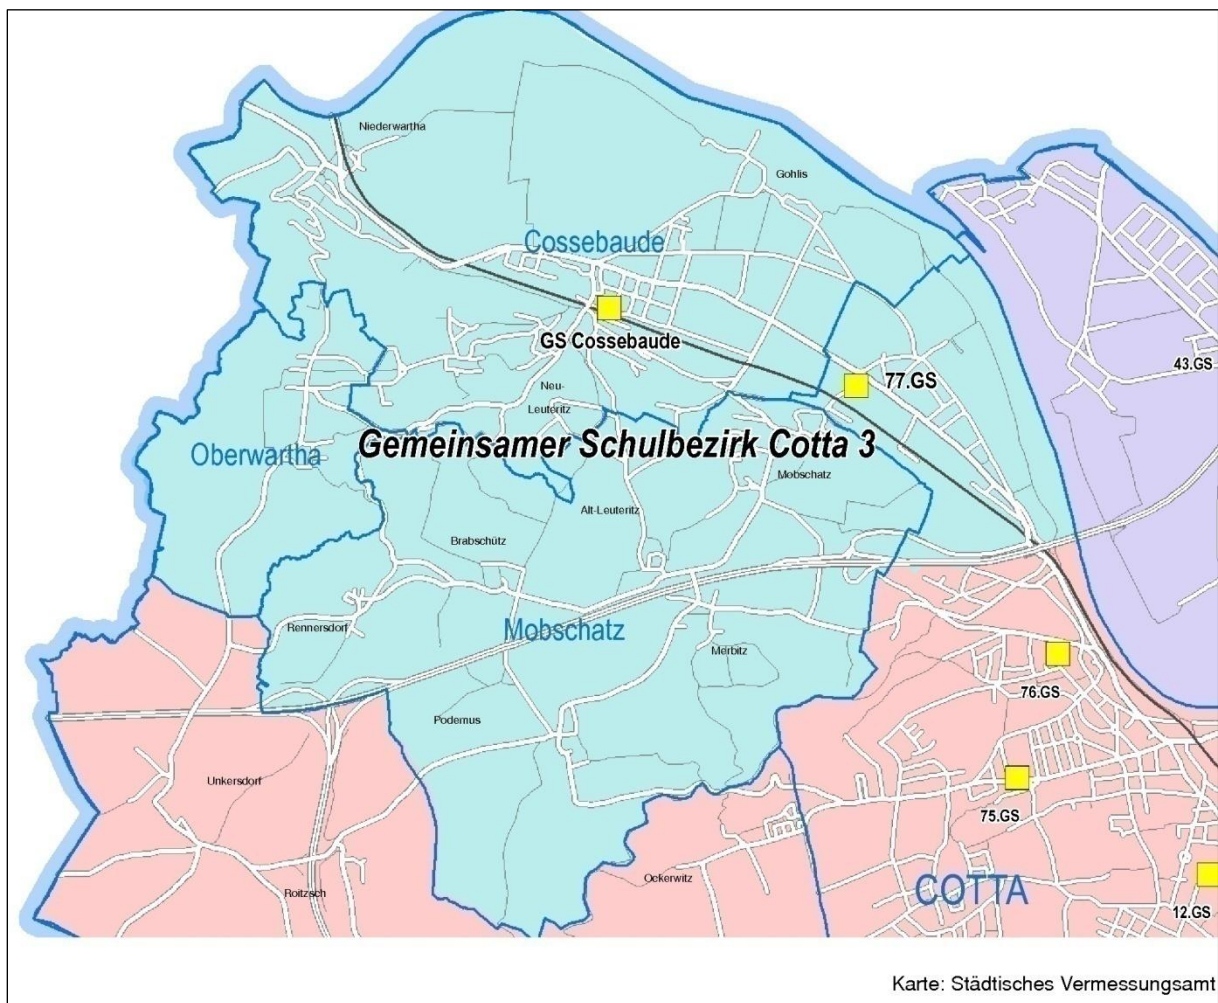 Niederwartha
Gohlis
Cossebaude
GS Cossebaude
43.GS
77.GS
Neu-
Leuteritz
Oberwartha
Gemeinsamer Schulbezirk Cotta 3
Mobschatz
Alt-Leuteritz
Brabschütz
Rennersdorf
Mobschatz
Merbitz
76.GS
Podemus
Unkersdorf
75.GS
Ockerwitz
Roitzsch
COTTA
12.GS
Karte: Städtisches Vermessungsamt